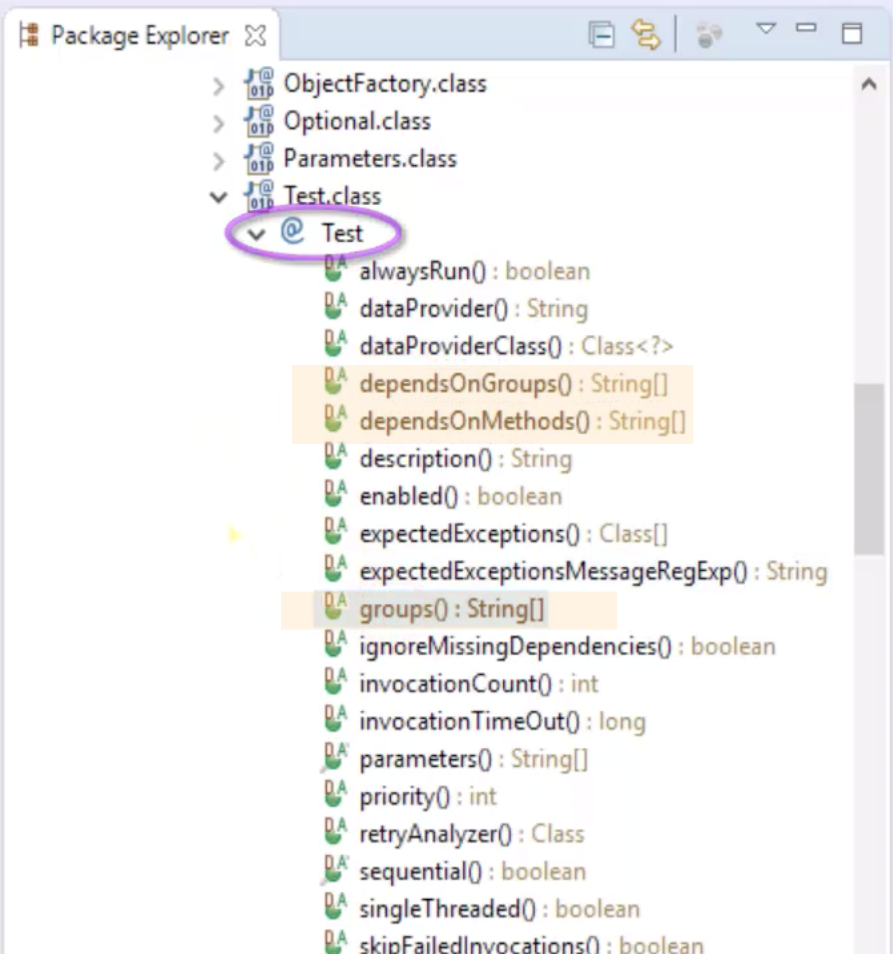 Package Explorer
ObjectFactory.class
Optional.class
Parameters.class
Test.class
Test
alwaysRun() : boolean
dataProvider() : String
dataProviderClass() : Class<?>
dependsOnGroups() : String[]
dependsOnMethods() : String[]
description() : String
enabled() : boolean
expectedExceptions() : Class[]
expectedExceptionsMessageRegExp() : String
groups() : String[]
ignoreMissingDependencies() : boolean
invocationCount() : int
invocationTimeOut() : long
parameters() : String[]
priority() : int
retryAnalyzer() : Class
sequential() : boolean
singleThreaded() : boolean
skipFailedInvocations() : boolean